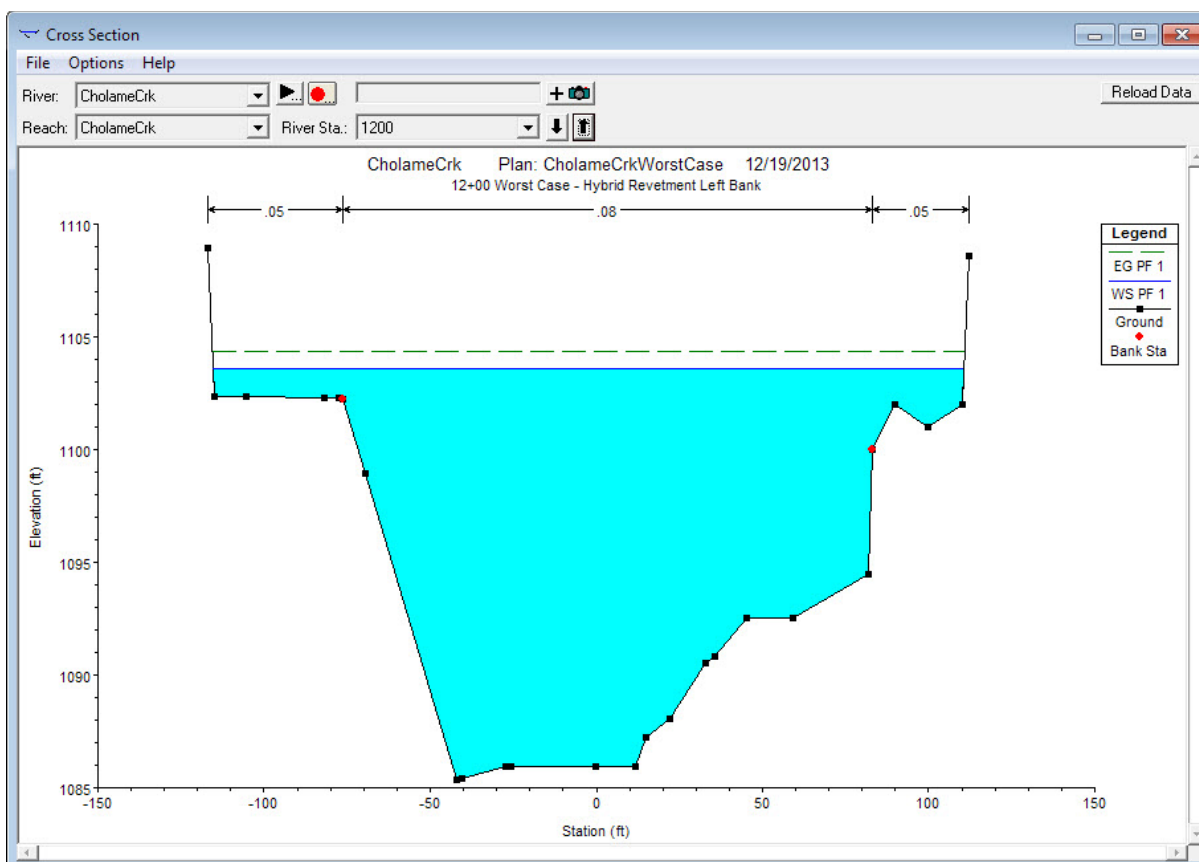 Cross Section
File Options Help
River: CholameCrk
Reload Data
Reach: CholameCrk River Sta.: 1200
CholameCrk Plan: CholameCrkWorstCase 12/19/2013
12+00 Worst Case - Hybrid Revetment Left Bank
.05 .08 .05
Legend
EG PF 1
WS PF 1
Ground
Bank Sta
1110
1105
1100
1095
1090
1085
Elevation (ft)
-150 -100 -50 0 50 100 150
Station (ft)